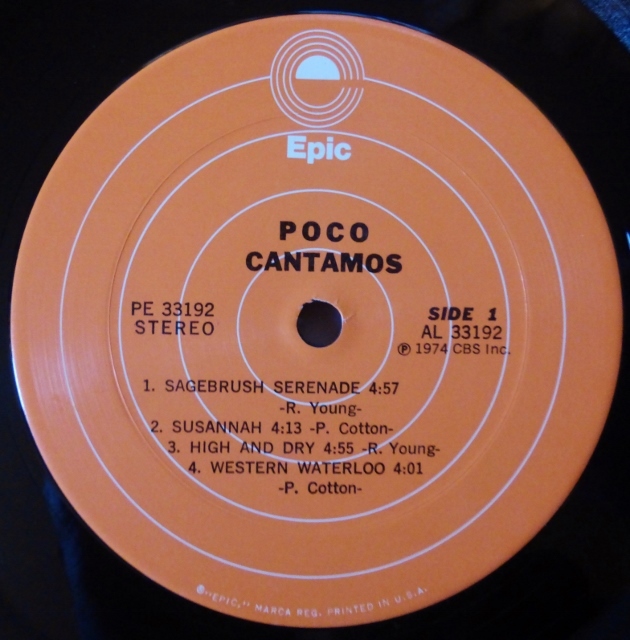 Epic
POCO
CANTAMOS
PE 33192
STEREO
SIDE 1
AL 33192
℗ 1974 CBS Inc.
1. SAGEBRUSH SERENADE 4:57
-R. Young-
2. SUSANNAH 4:13 -P. Cotton-
3. HIGH AND DRY 4:55 -R. Young-
4. WESTERN WATERLOO 4:01
-P. Cotton-
®"EPIC," MARCA REG. PRINTED IN U.S.A.